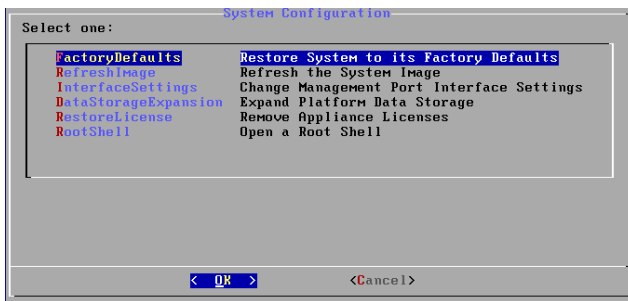 System Configuration
Select one:
FactoryDefaults Restore System to its Factory Defaults
RefreshImage Refresh the System Image
InterfaceSettings Change Management Port Interface Settings
DataStorageExpansion Expand Platform Data Storage
RestoreLicense Remove Appliance Licenses
RootShell Open a Root Shell
< OK > <Cancel>